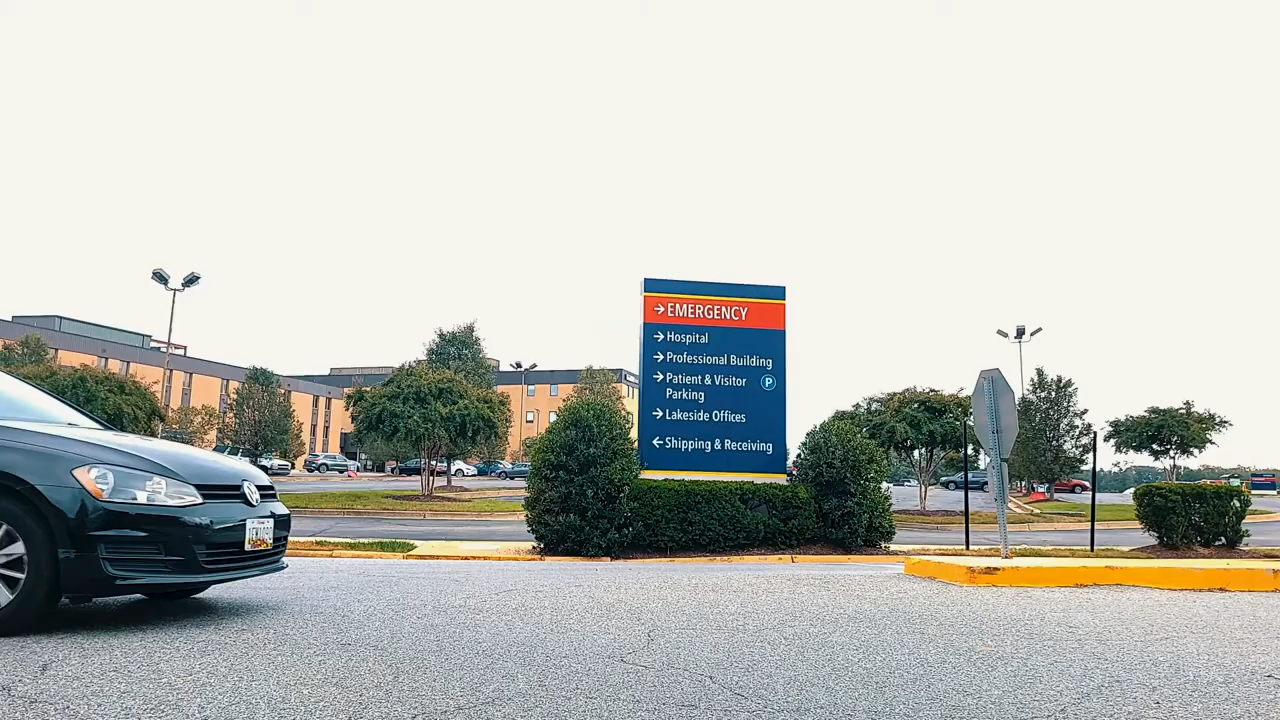 →EMERGENCY
→Hospital
→Professional Building
→Patient & Visitor
Parking
P
→Lakeside Offices
←Shipping & Receiving